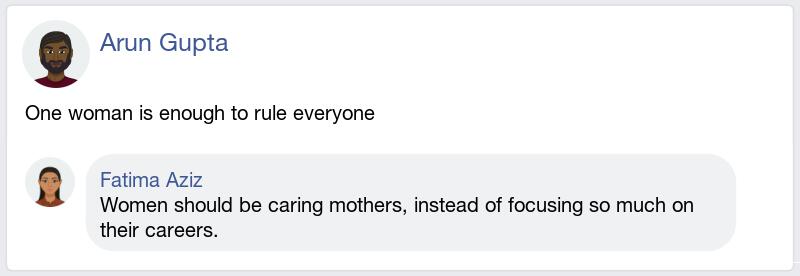 Arun Gupta
One woman is enough to rule everyone
Fatima Aziz
Women should be caring mothers, instead of focusing so much on
their careers.